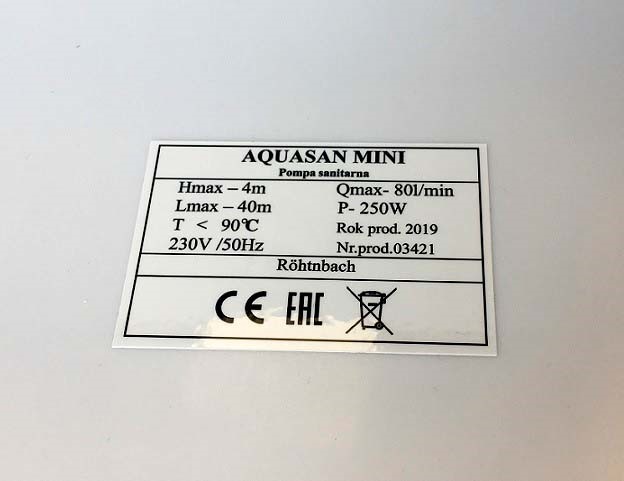 AQUASAN MINI
Pompa sanitarna
Hmax – 4m
Lmax – 40m
T < 90°C
230V /50Hz
Qmax- 80l/min
P- 250W
Rok prod. 2019
Nr.prod.03421
Röhtnbach
CE EAC